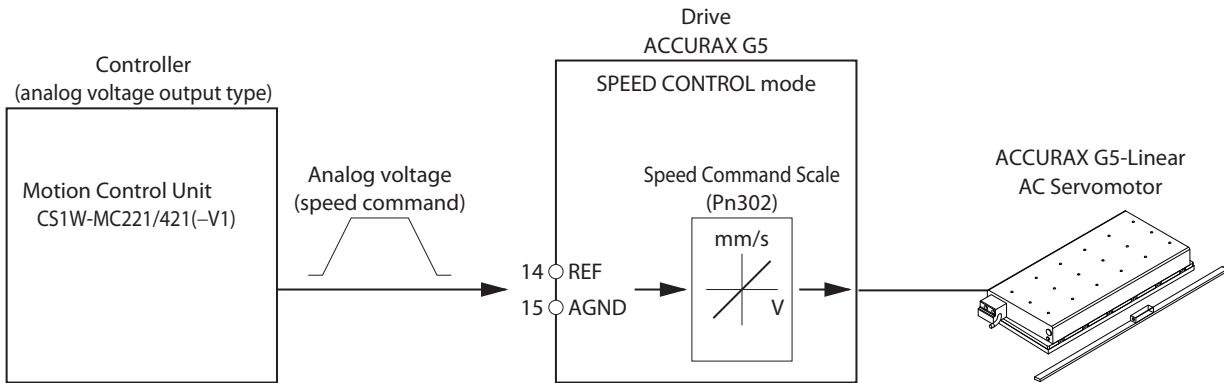 Controller
(analog voltage output type)
Motion Control Unit
CS1W-MC221/421(–V1)
Analog voltage
(speed command)
Drive
ACCURAX G5
SPEED CONTROL mode
Speed Command Scale
(Pn302)
mm/s
V
14 REF
15 AGND
ACCURAX G5-Linear
AC Servomotor